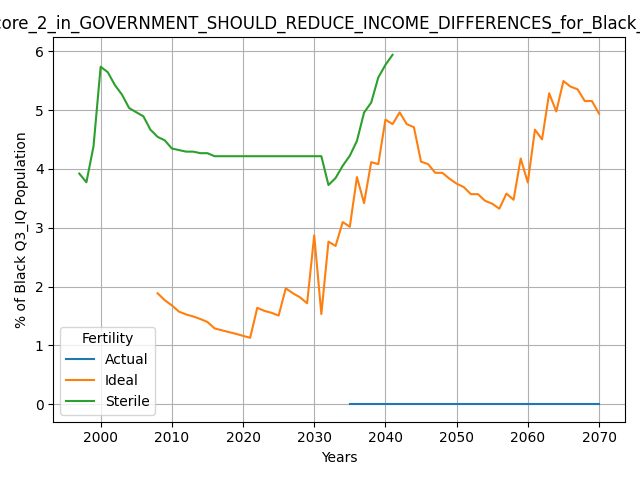 core_2_in_GOVERNMENT_SHOULD_REDUCE_INCOME_DIFFERENCES_for_Black_
% of Black Q3_IQ Population
6
5
4
3
2
1
0
Fertility
Actual
Ideal
Sterile
2000 2010 2020 2030 2040 2050 2060 2070
Years